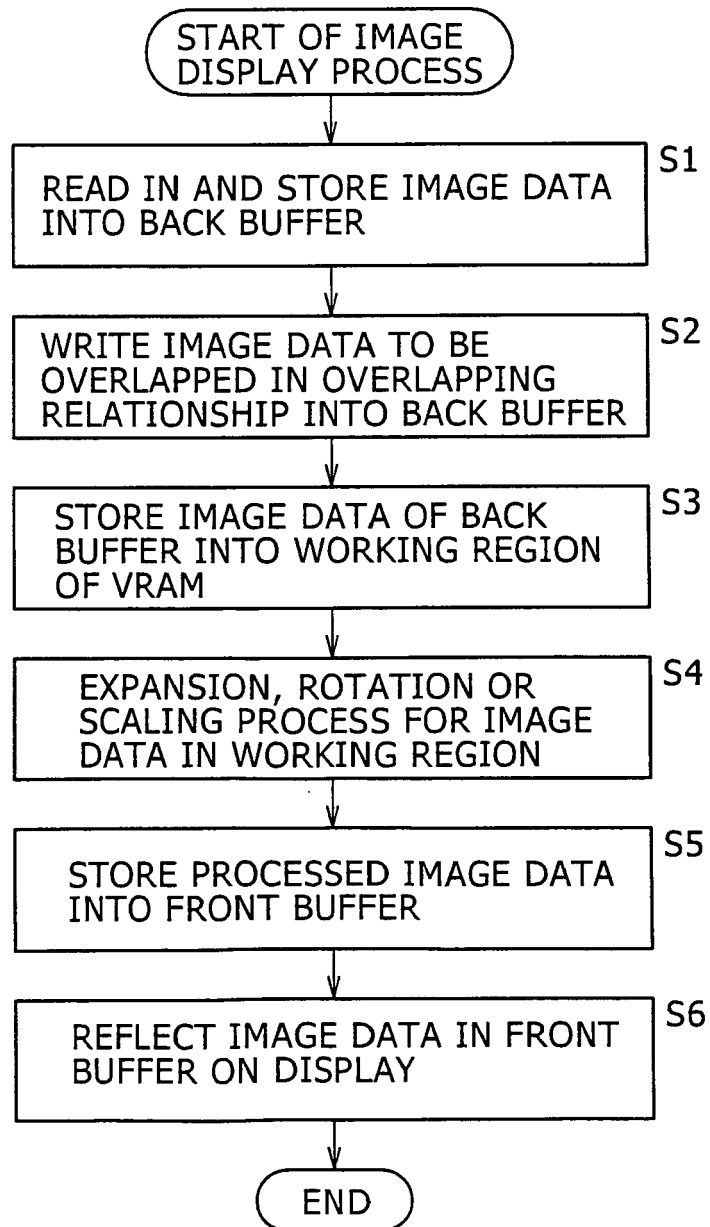 START OF IMAGE
DISPLAY PROCESS
S1
READ IN AND STORE IMAGE DATA
INTO BACK BUFFER
S2
WRITE IMAGE DATA TO BE
OVERLAPPED IN OVERLAPPING
RELATIONSHIP INTO BACK BUFFER
S3
STORE IMAGE DATA OF BACK
BUFFER INTO WORKING REGION
OF VRAM
S4
EXPANSION, ROTATION OR
SCALING PROCESS FOR IMAGE
DATA IN WORKING REGION
S5
STORE PROCESSED IMAGE DATA
INTO FRONT BUFFER
S6
REFLECT IMAGE DATA IN FRONT
BUFFER ON DISPLAY
END